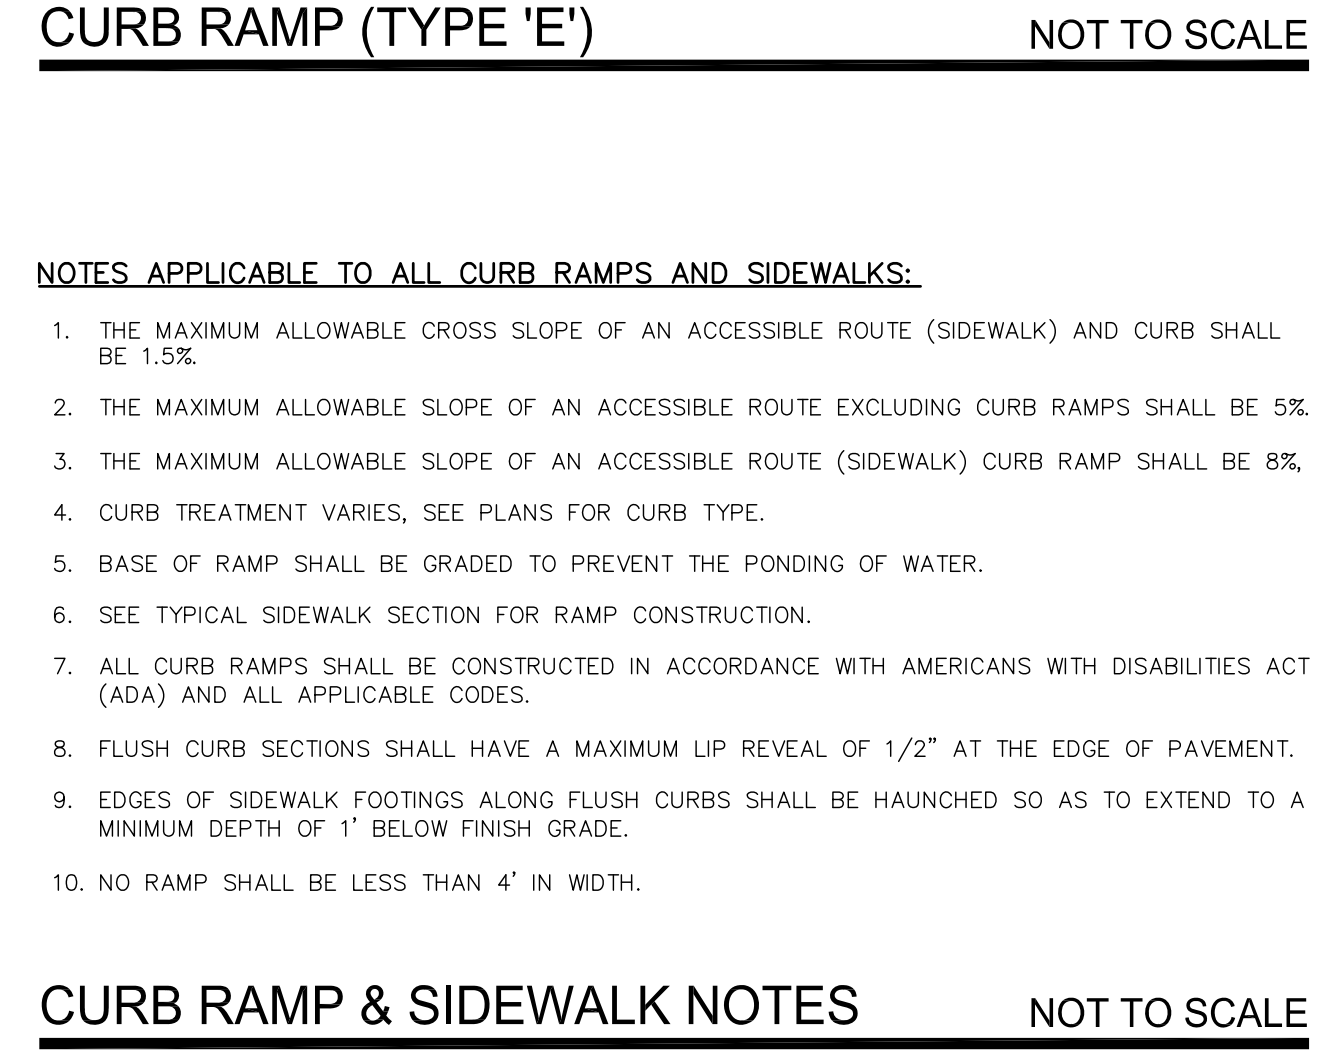 CURB RAMP (TYPE 'E')
NOT TO SCALE
NOTES APPLICABLE TO ALL CURB RAMPS AND SIDEWALKS:
1. THE MAXIMUM ALLOWABLE CROSS SLOPE OF AN ACCESSIBLE ROUTE (SIDEWALK) AND CURB SHALL
BE 1.5%.
2. THE MAXIMUM ALLOWABLE SLOPE OF AN ACCESSIBLE ROUTE EXCLUDING CURB RAMPS SHALL BE 5%.
3. THE MAXIMUM ALLOWABLE SLOPE OF AN ACCESSIBLE ROUTE (SIDEWALK) CURB RAMP SHALL BE 8%,
4. CURB TREATMENT VARIES, SEE PLANS FOR CURB TYPE.
5. BASE OF RAMP SHALL BE GRADED TO PREVENT THE PONDING OF WATER.
6. SEE TYPICAL SIDEWALK SECTION FOR RAMP CONSTRUCTION.
7. ALL CURB RAMPS SHALL BE CONSTRUCTED IN ACCORDANCE WITH AMERICANS WITH DISABILITIES ACT
(ADA) AND ALL APPLICABLE CODES.
8. FLUSH CURB SECTIONS SHALL HAVE A MAXIMUM LIP REVEAL OF 1/2” AT THE EDGE OF PAVEMENT.
9. EDGES OF SIDEWALK FOOTINGS ALONG FLUSH CURBS SHALL BE HAUNCHED SO AS TO EXTEND TO A
MINIMUM DEPTH OF 1’ BELOW FINISH GRADE.
10. NO RAMP SHALL BE LESS THAN 4’ IN WIDTH.
CURB RAMP & SIDEWALK NOTES
NOT TO SCALE